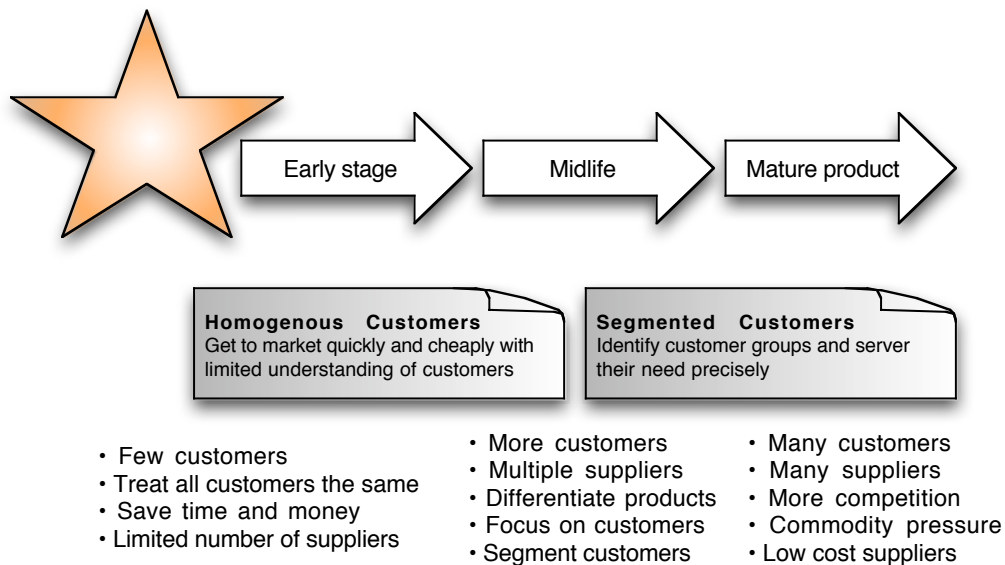 Early stage
Midlife
Mature product
Homogenous Customers
Get to market quickly and cheaply with
limited understanding of customers
Segmented Customers
Identify customer groups and server
their need precisely
• Few customers
• Treat all customers the same
• Save time and money
• Limited number of suppliers
• More customers
• Multiple suppliers
• Differentiate products
• Focus on customers
• Segment customers
• Many customers
• Many suppliers
• More competition
• Commodity pressure
• Low cost suppliers